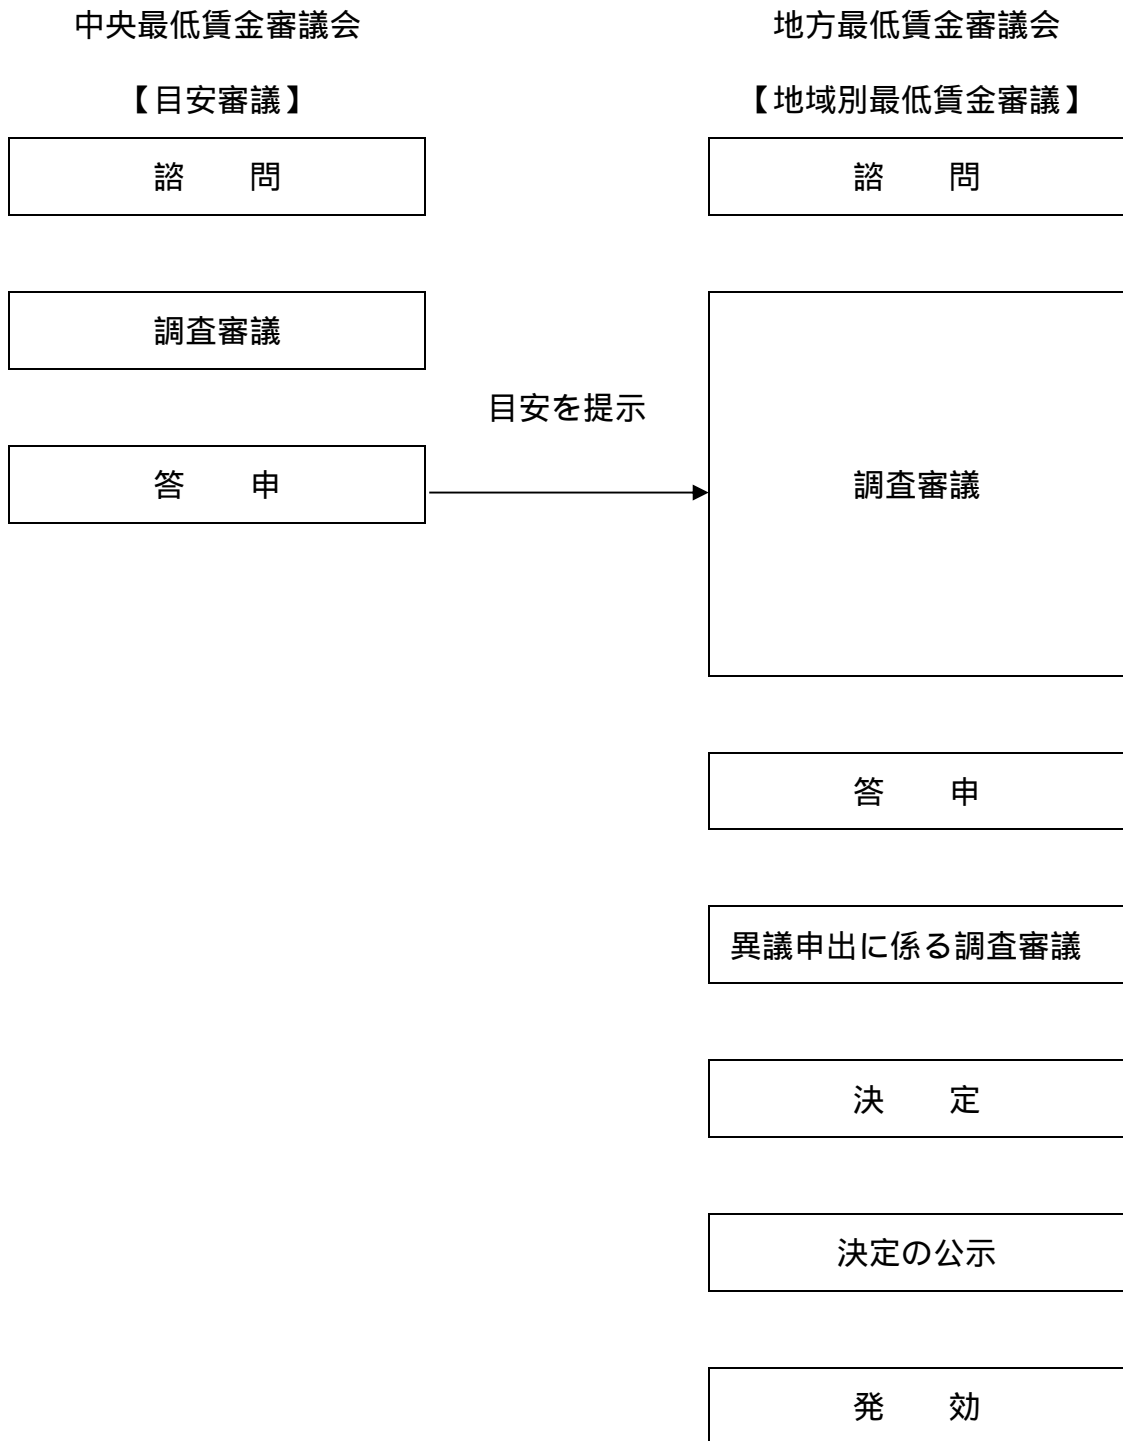 中央最低賃金審議会
【目安審議】
諮　　問
調査審議
答　　申
目安を提示
地方最低賃金審議会
【地域別最低賃金審議】
諮　　問
調査審議
答　　申
異議申出に係る調査審議
決　　定
決定の公示
発　　効